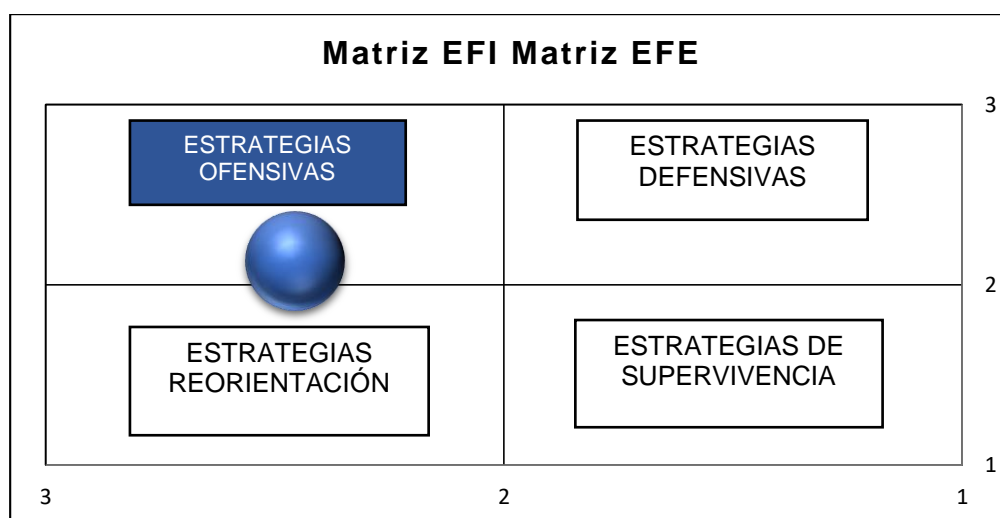 Matriz EFI Matriz EFE
3
ESTRATEGIAS
OFENSIVAS
ESTRATEGIAS
DEFENSIVAS
2
ESTRATEGIAS
REORIENTACIÓN
ESTRATEGIAS DE
SUPERVIVENCIA
1
3 2 1